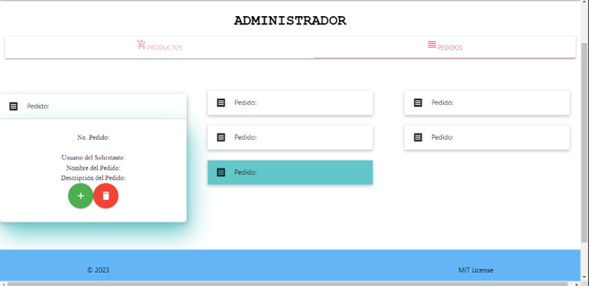 ADMINISTRADOR
PRODUCTOS
PEDIDOS
Pedido:
No. Pedido:
Usuario del Solicitante:
Nombre del Pedido:
Descripción del Pedido:
Pedido:
Pedido:
Pedido:
Pedido:
Pedido:
© 2023
MIT License